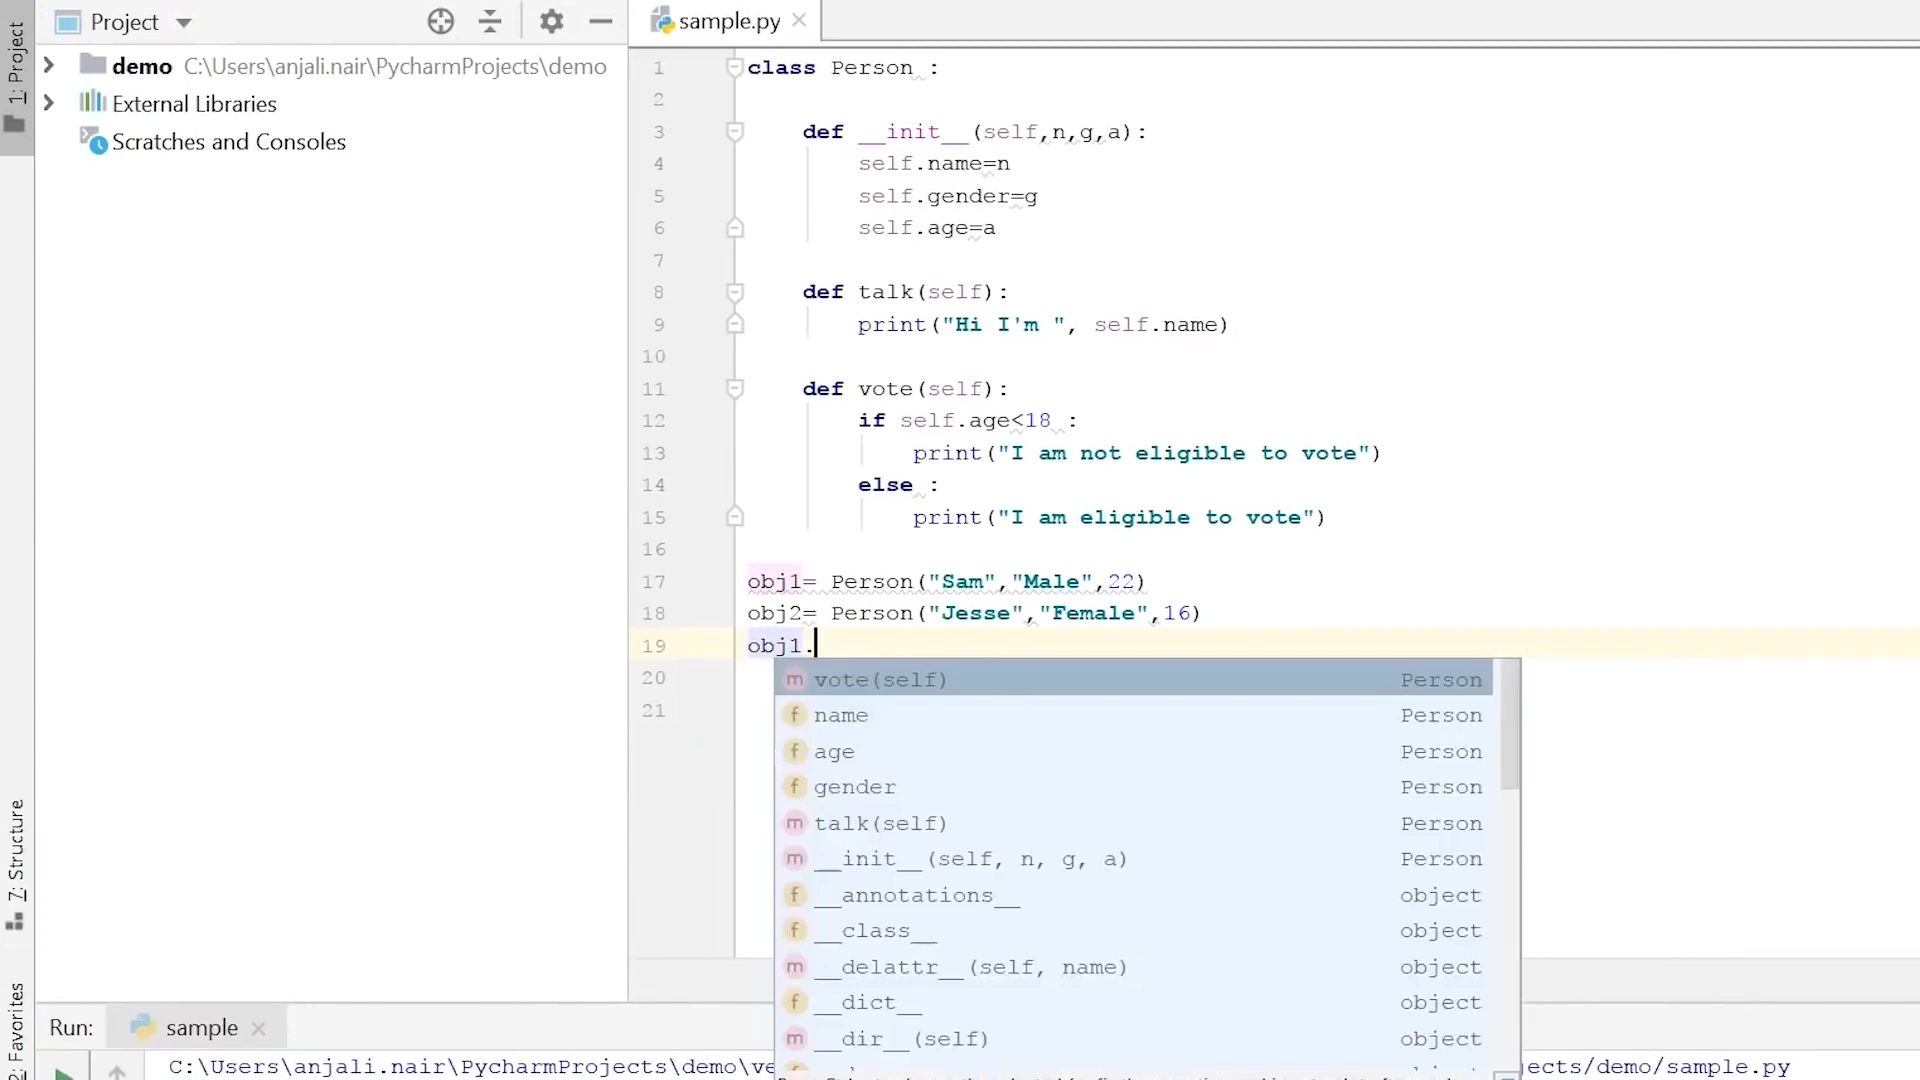 Project
sample.py
1: Project
demo C:\Users\anjali.nair\PycharmProjects\demo
External Libraries
Scratches and Consoles
7: Structure
2: Favorites
1 class Person :
2
3 def __init__(self,n,g,a):
4 self.name=n
5 self.gender=g
6 self.age=a
7
8 def talk(self):
9 print("Hi I'm ", self.name)
10
11 def vote(self):
12 if self.age<18 :
13 print("I am not eligible to vote")
14 else :
15 print("I am eligible to vote")
16
17 obj1= Person("Sam","Male",22)
18 obj2= Person("Jesse","Female",16)
19 obj1.
20
21
m vote(self) Person
f name Person
f age Person
f gender Person
m talk(self) Person
m __init__(self, n, g, a) Person
f __annotations__ object
f __class__ object
m __delattr__(self, name) object
f __dict__ object
m __dir__(self) object
Run: sample
C:\Users\anjali.nair\PycharmProjects\demo\ve
jects/demo/sample.py